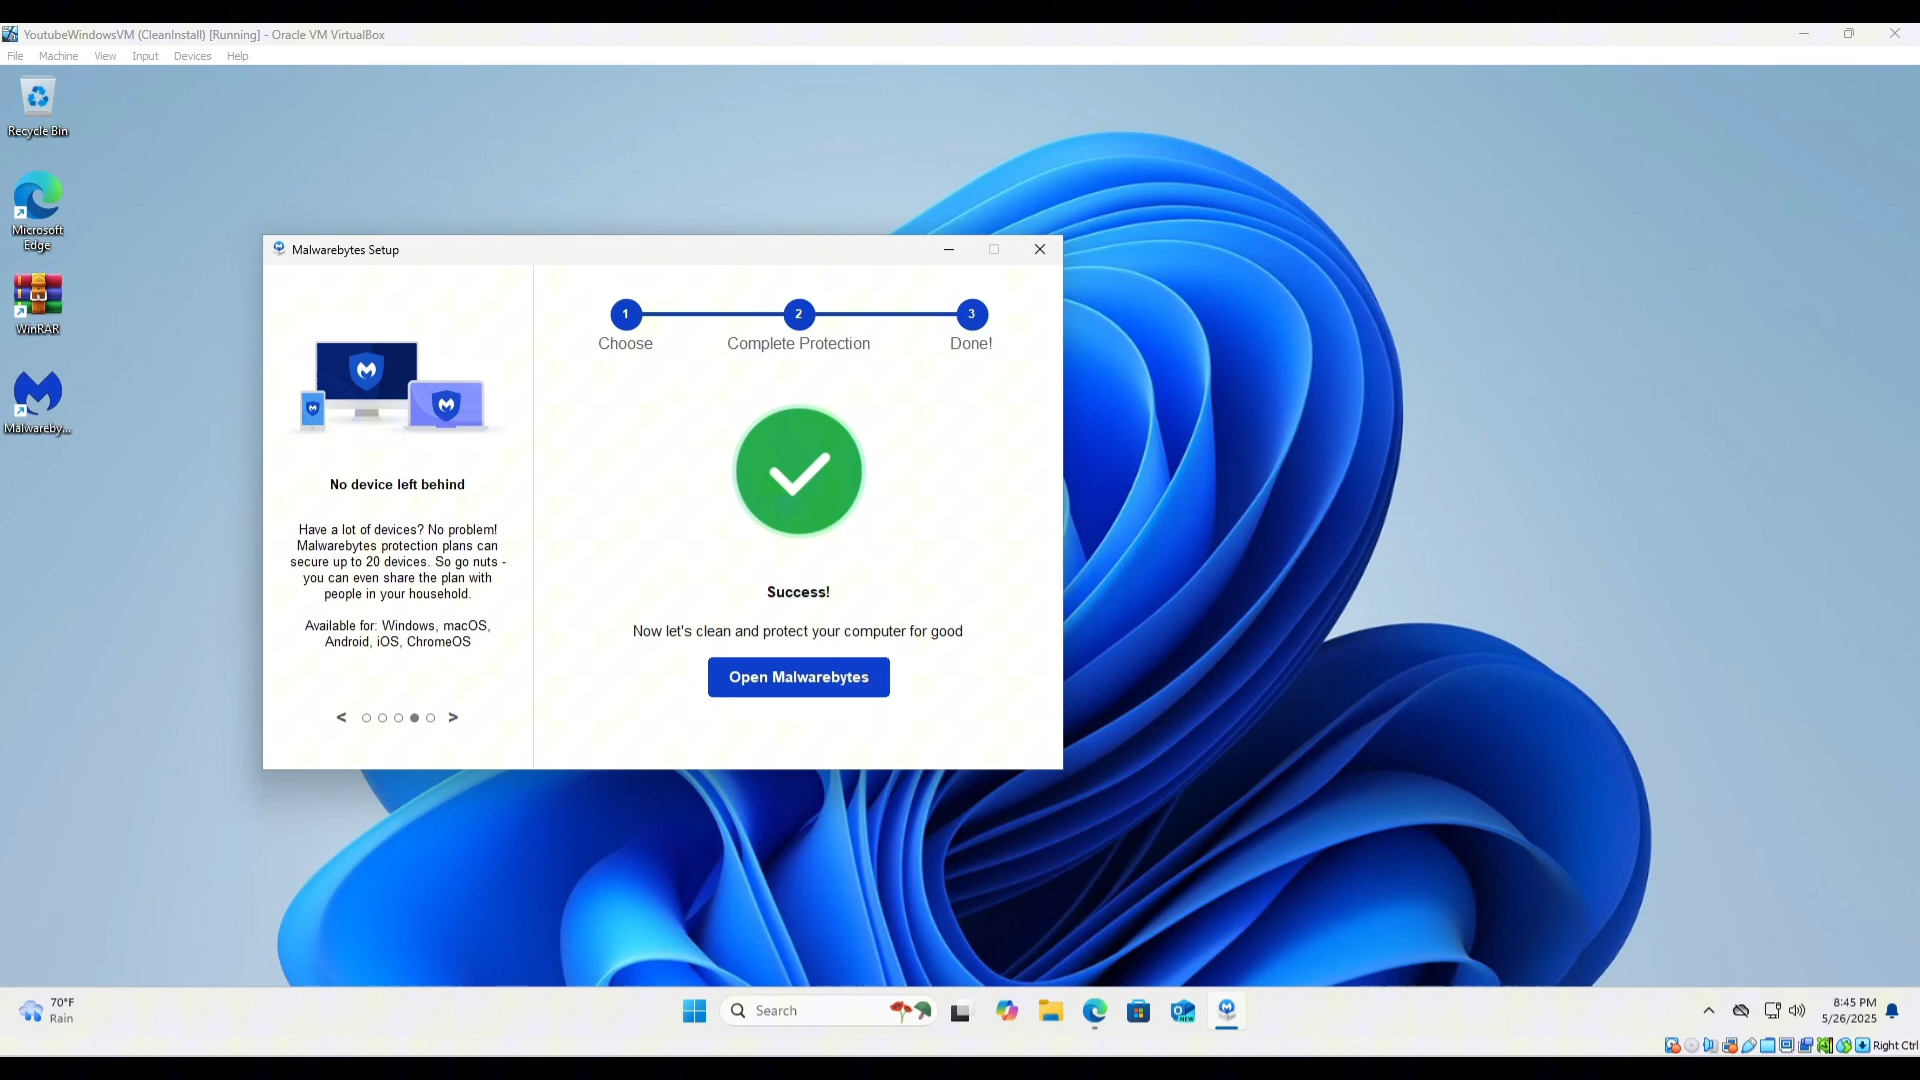 YoutubeWindowsVM (CleanInstall) [Running] - Oracle VM VirtualBox
File Machine View Input Devices Help
Recycle Bin
Microsoft
Edge
WinRAR
Malwareby...
Malwarebytes Setup
1 2 3
Choose Complete Protection Done!
No device left behind
Have a lot of devices? No problem!
Malwarebytes protection plans can
secure up to 20 devices. So go nuts -
you can even share the plan with
people in your household.
Available for: Windows, macOS,
Android, iOS, ChromeOS
< >
Success!
Now let's clean and protect your computer for good
Open Malwarebytes
70°F
Rain
Search
NEW
8:45 PM
5/26/2025
Right Ctrl